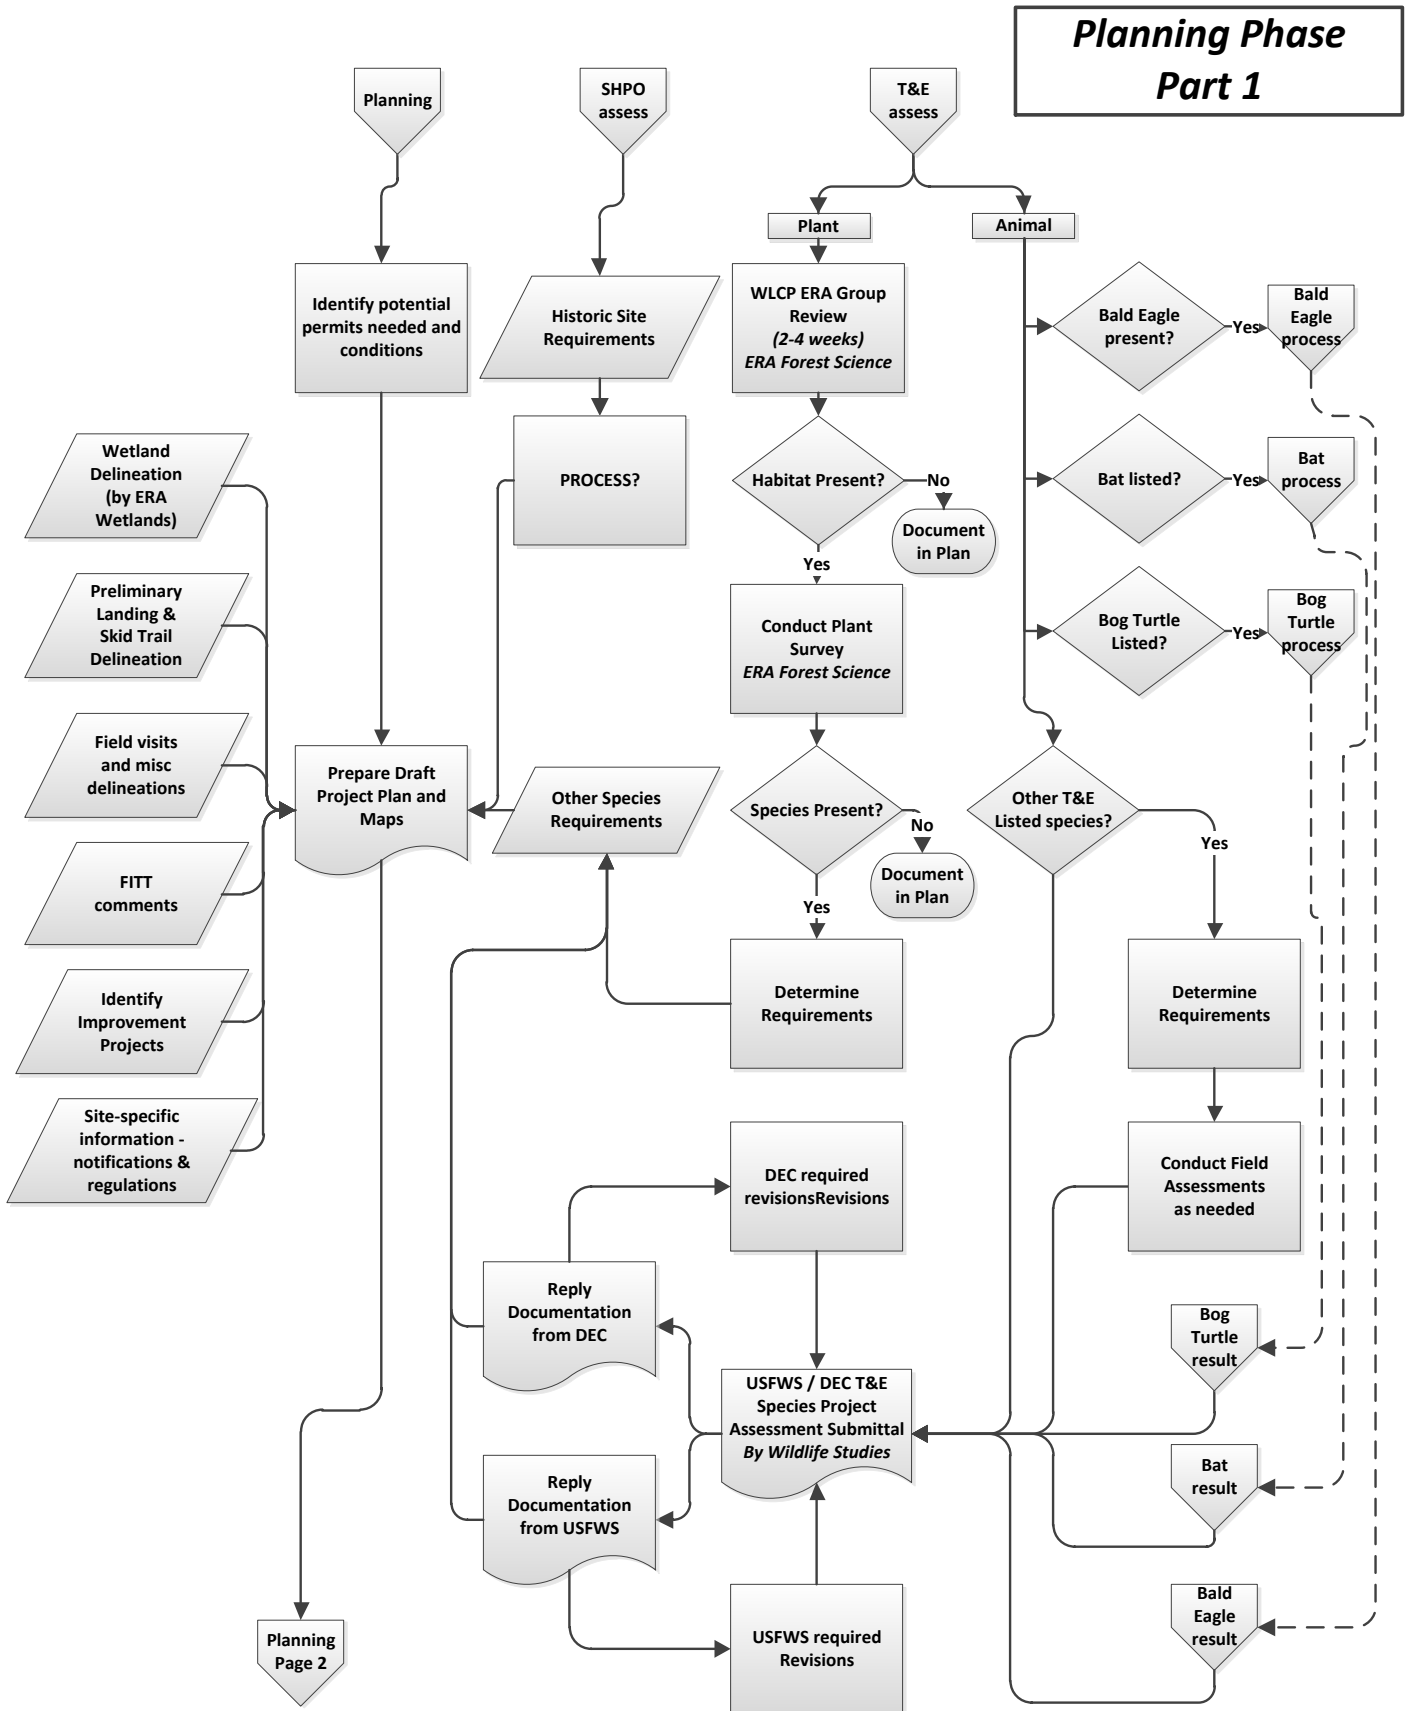 Planning Phase
Part 1
Planning
SHPO
assess
T&E
assess
Plant
Animal
Identify potential
permits needed and
conditions
Historic Site
Requirements
WLCP ERA Group
Review
(2-4 weeks)
ERA Forest Science
Bald Eagle
present?
Yes
Bald
Eagle
process
Wetland
Delineation
(by ERA
Wetlands)
PROCESS?
Habitat Present?
No
Document
in Plan
Yes
Bat listed?
Yes
Bat
process
Preliminary
Landing &
Skid Trail
Delineation
Conduct Plant
Survey
ERA Forest Science
Bog Turtle
Listed?
Yes
Bog
Turtle
process
Field visits
and misc
delineations
Prepare Draft
Project Plan and
Maps
Other Species
Requirements
Species Present?
No
Document
in Plan
Yes
Other T&E
Listed species?
Yes
FITT
comments
Identify
Improvement
Projects
Determine
Requirements
Determine
Requirements
Site-specific
information -
notifications &
regulations
DEC required
revisionsRevisions
Conduct Field
Assessments
as needed
Reply
Documentation
from DEC
Bog
Turtle
result
USFWS / DEC T&E
Species Project
Assessment Submittal
By Wildlife Studies
Reply
Documentation
from USFWS
Bat
result
Planning
Page 2
USFWS required
Revisions
Bald
Eagle
result